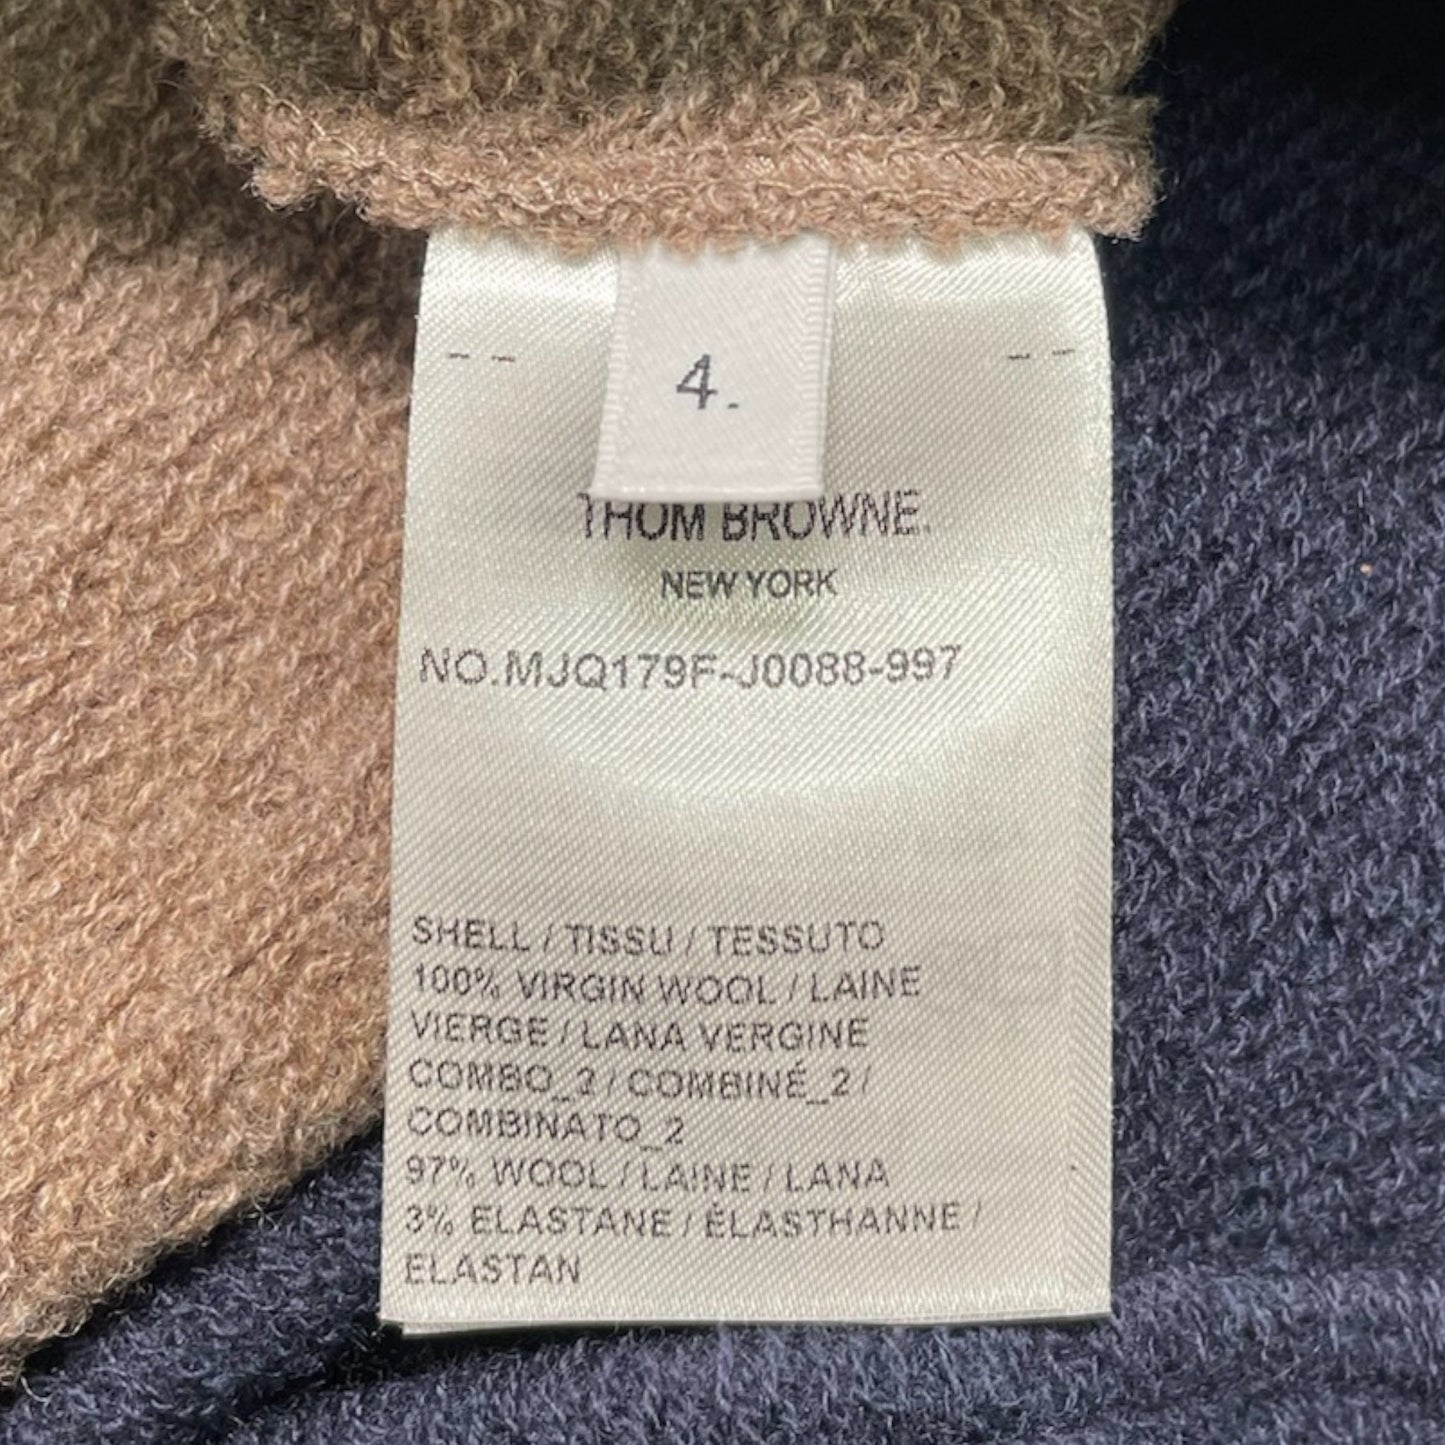 4.
THOM BROWNE.
NEW YORK
NO.MJQ179F-J0088-997
SHELL / TISSU / TESSUTO
100% VIRGIN WOOL / LAINE
VIERGE / LANA VERGINE
COMBO_2 / COMBINÉ_2 /
COMBINATO_2
97% WOOL / LAINE / LANA
3% ELASTANE / ÉLASTHANNE /
ELASTAN